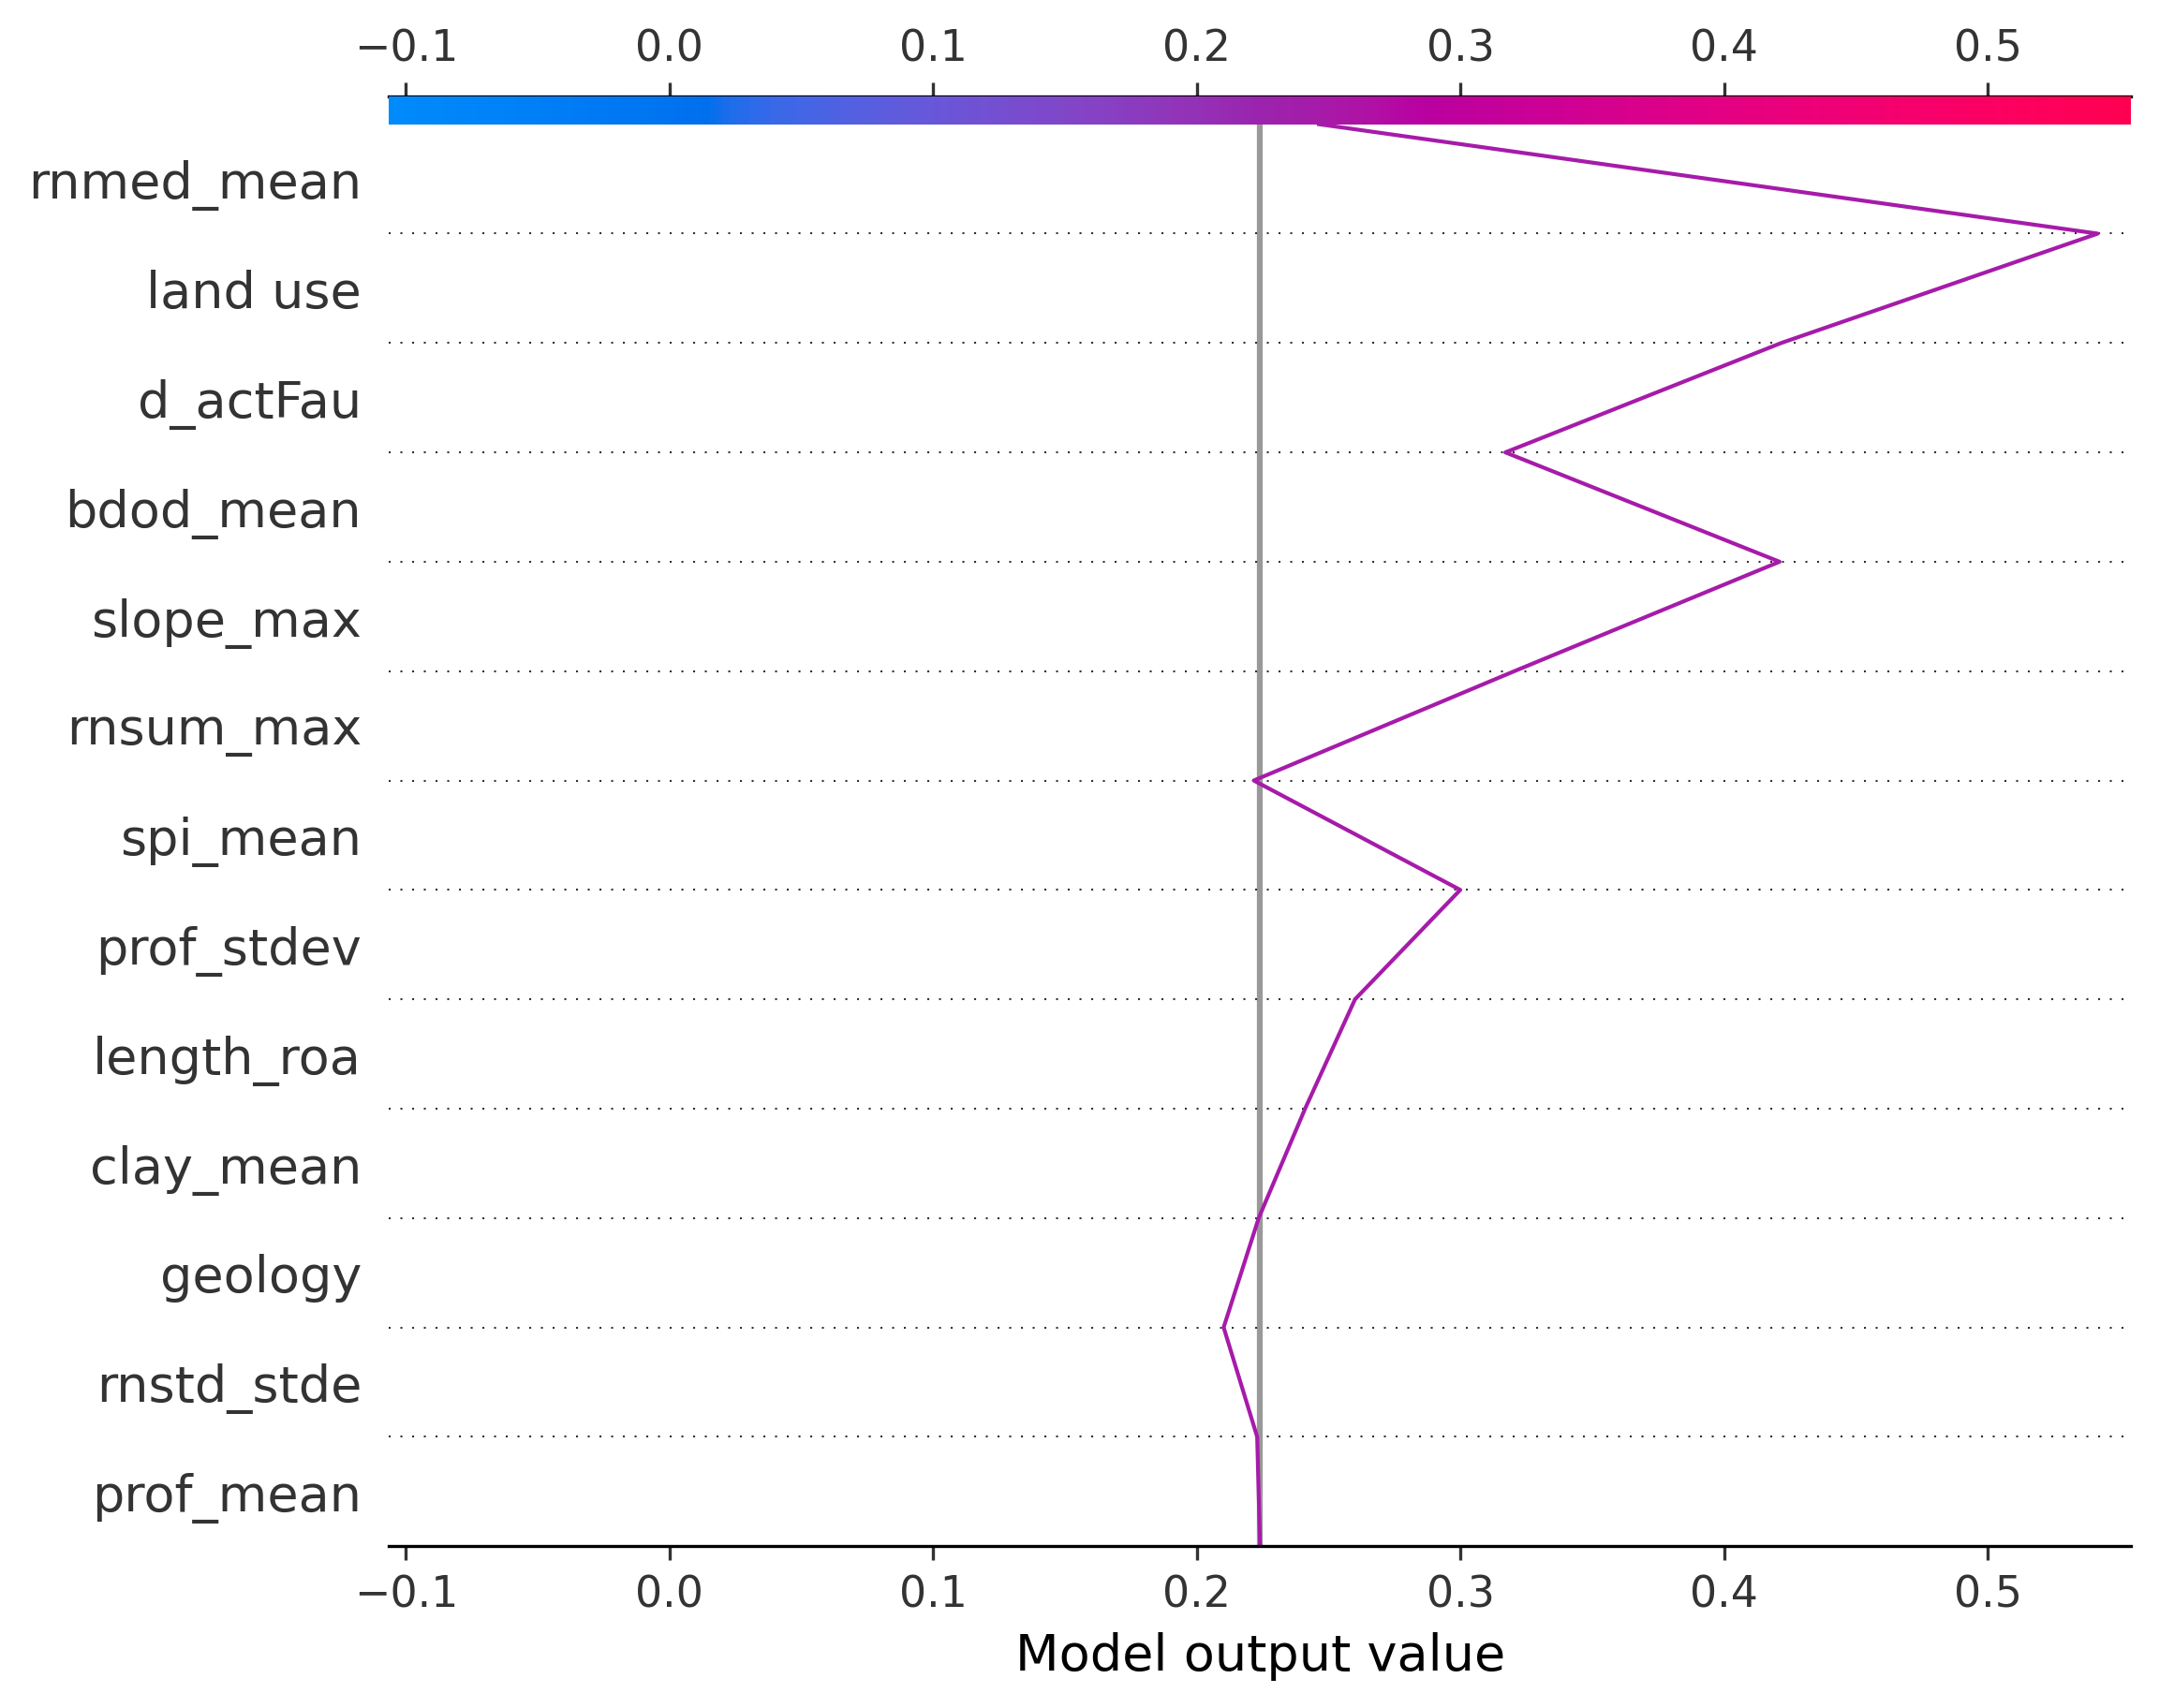 −0.1 0.0 0.1 0.2 0.3 0.4 0.5
rnmed_mean
land use
d_actFau
bdod_mean
slope_max
rnsum_max
spi_mean
prof_stdev
length_roa
clay_mean
geology
rnstd_stde
prof_mean
−0.1 0.0 0.1 0.2 0.3 0.4 0.5
Model output value